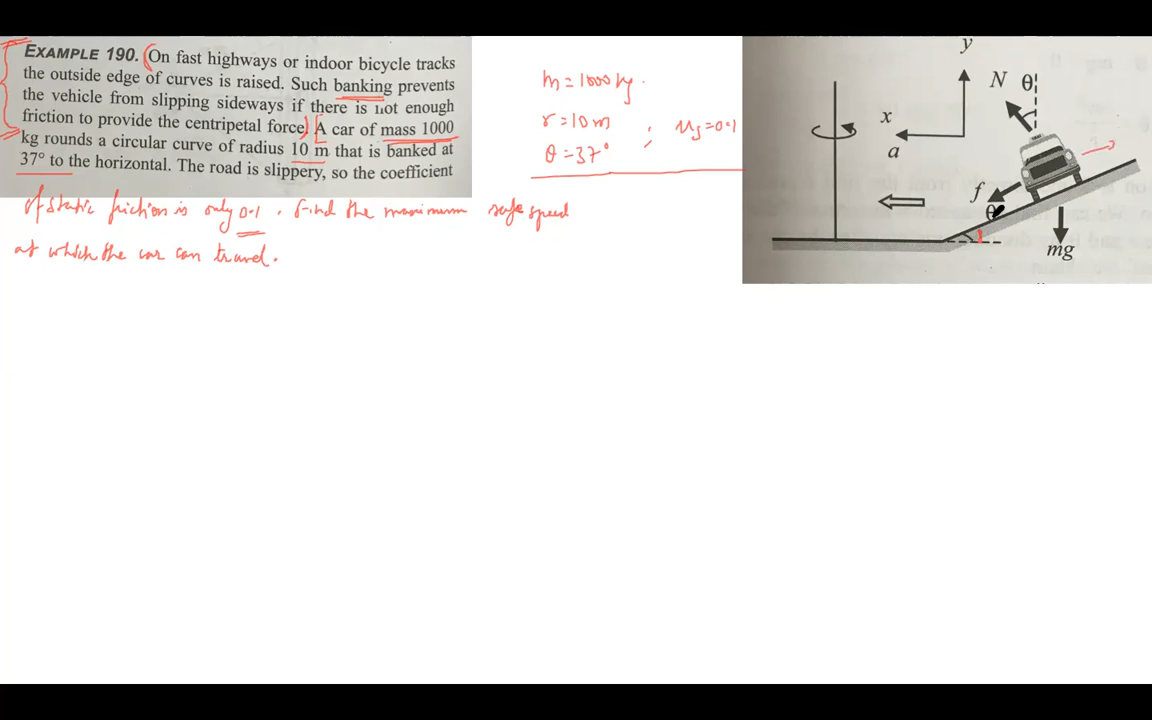 EXAMPLE 190. (On fast highways or indoor bicycle tracks
the outside edge of curves is raised. Such banking prevents
the vehicle from slipping sideways if there is not enough
friction to provide the centripetal force.) [A car of mass 1000
kg rounds a circular curve of radius 10 m that is banked at
37° to the horizontal. The road is slippery, so the coefficient
of static friction is only 0.1. Find the maximum safe speed
at which the car can travel.
m = 1000 kg.
r = 10 m ; μs = 0.1
θ = 37°
y
N θ
x
a
f
θ
mg